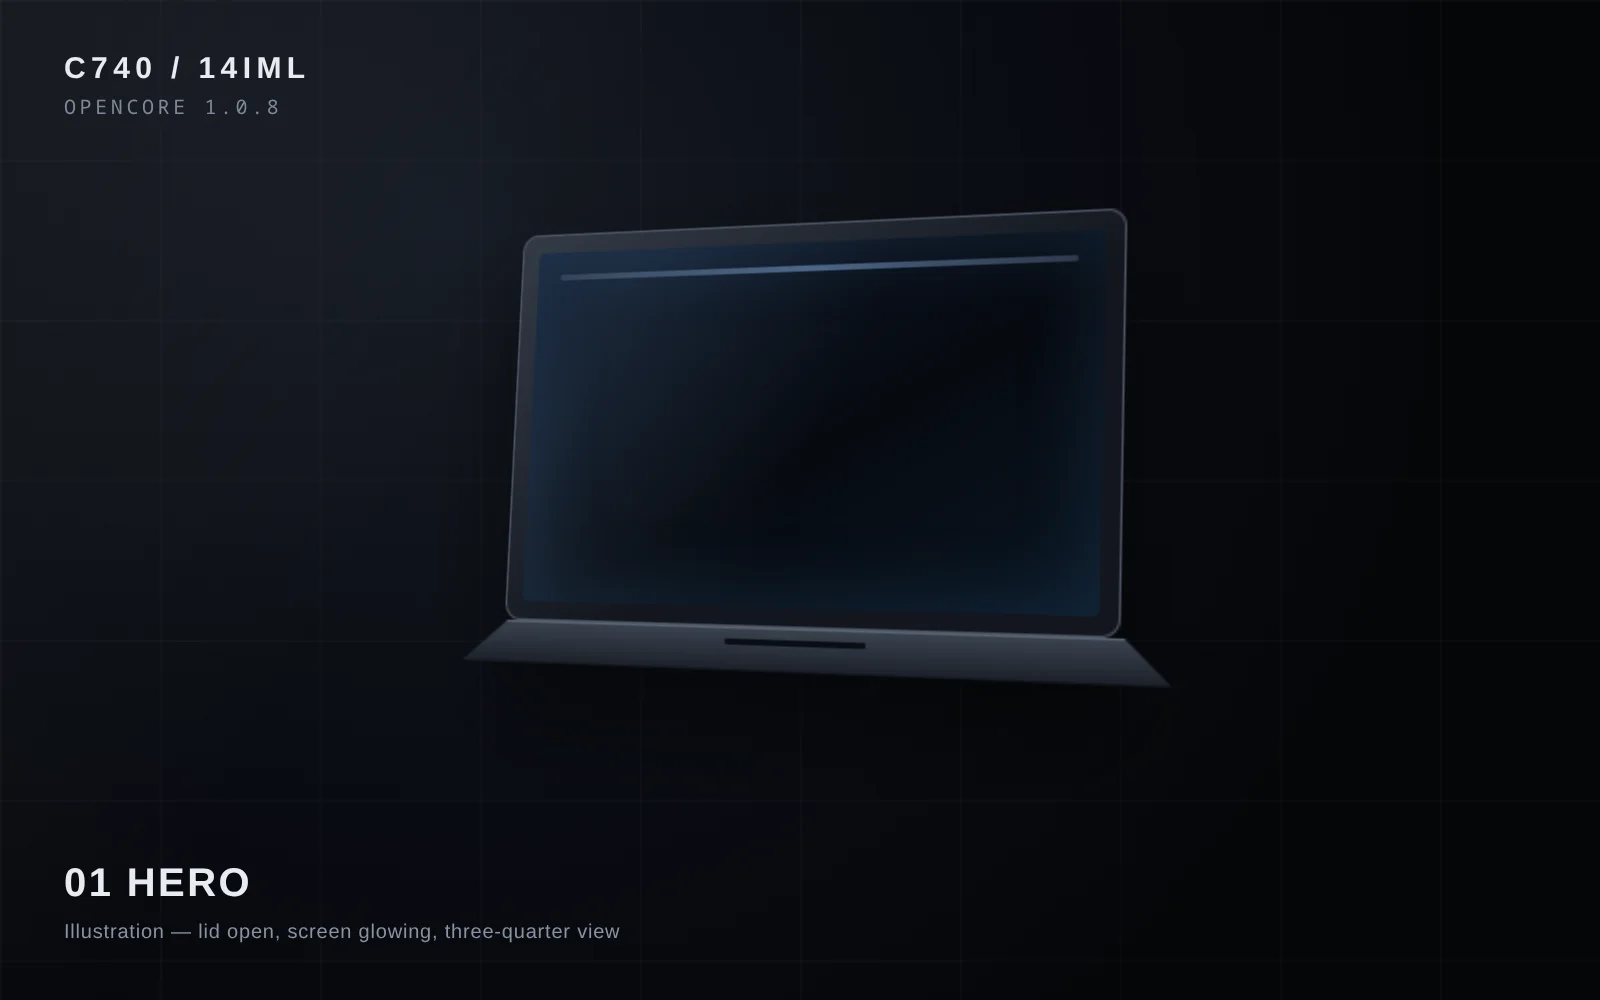 C740 / 14IML
OPENCORE 1.0.8
01 HERO
Illustration — lid open, screen glowing, three-quarter view